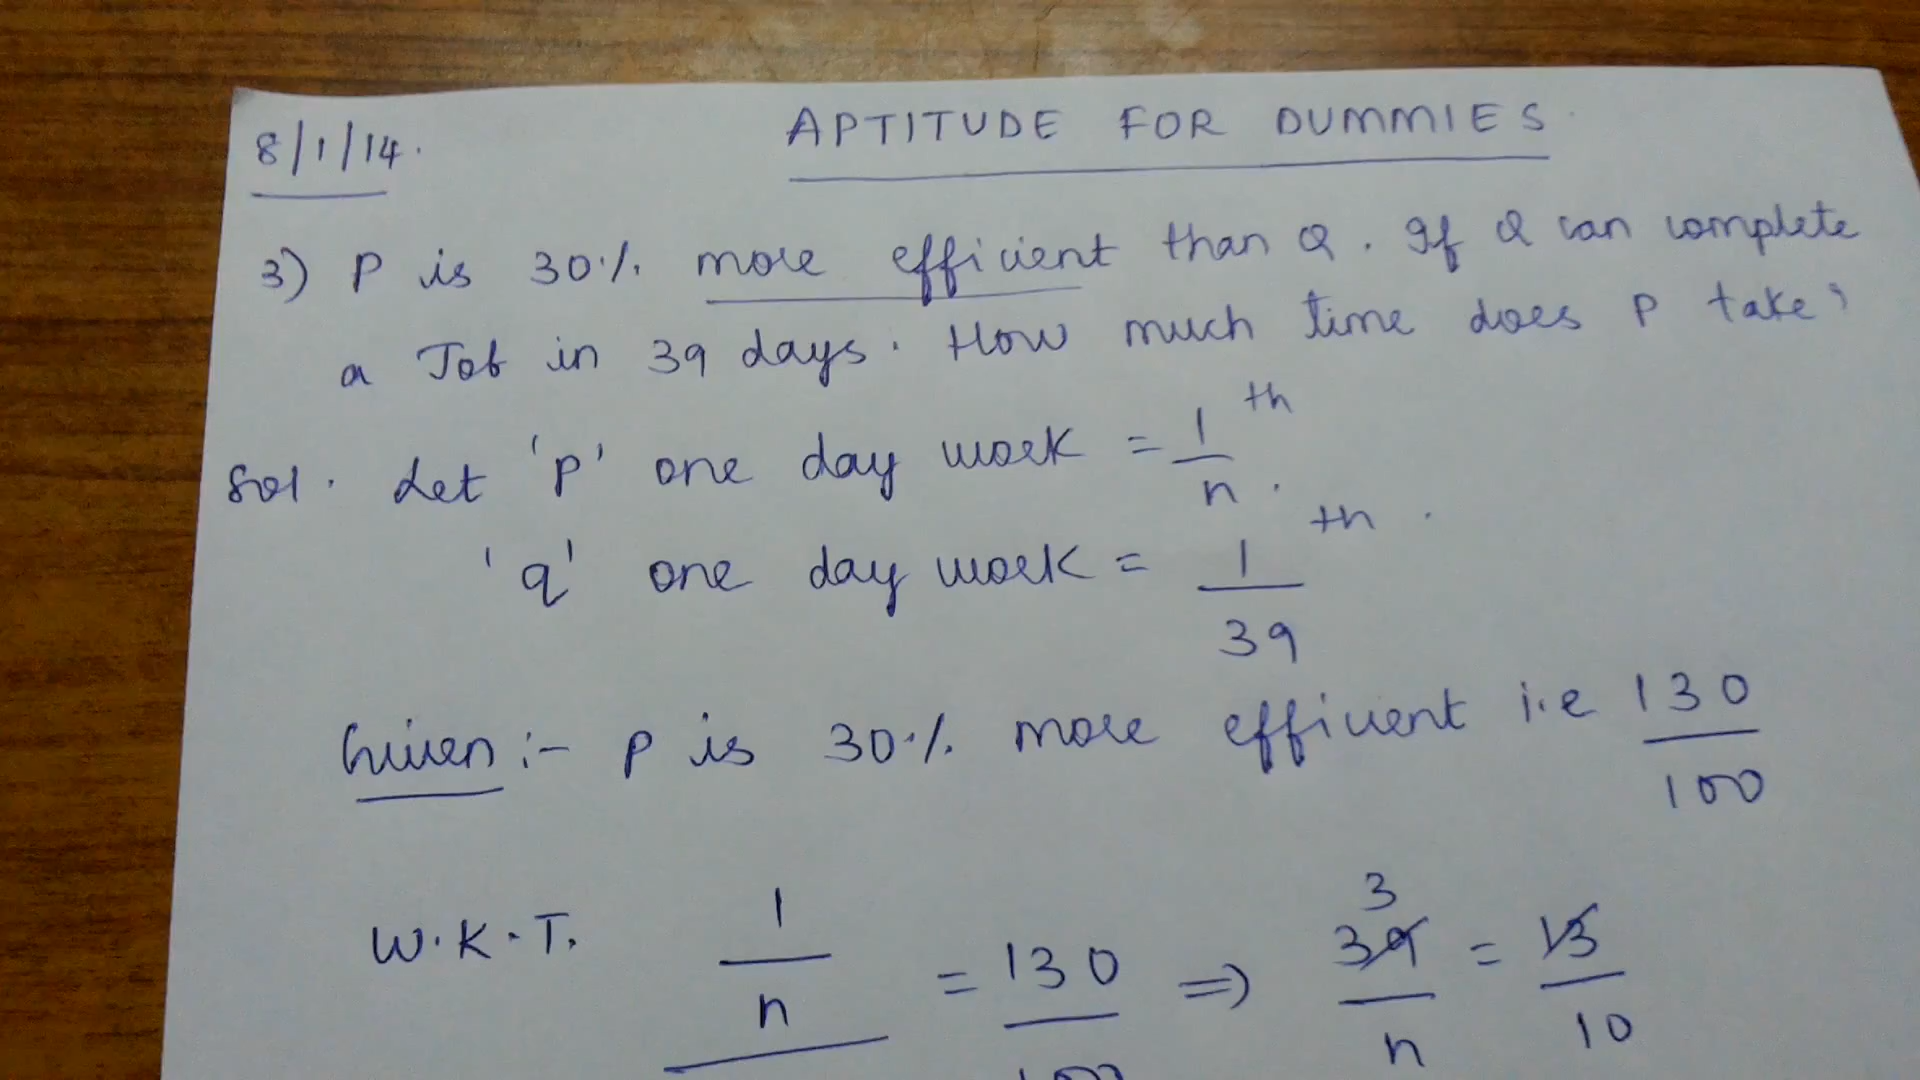 8/1/14.
APTITUDE FOR DUMMIES.
3) P is 30% more efficient than Q. If Q can complete
a Job in 39 days. How much time does P take?
Sol. Let 'P' one day work = 1/n th.
'q' one day work = 1/39 th.
Given :- P is 30% more efficient i.e 130/100
W.K.T. 1/n = 130/100 => 39/n = 13/10
3